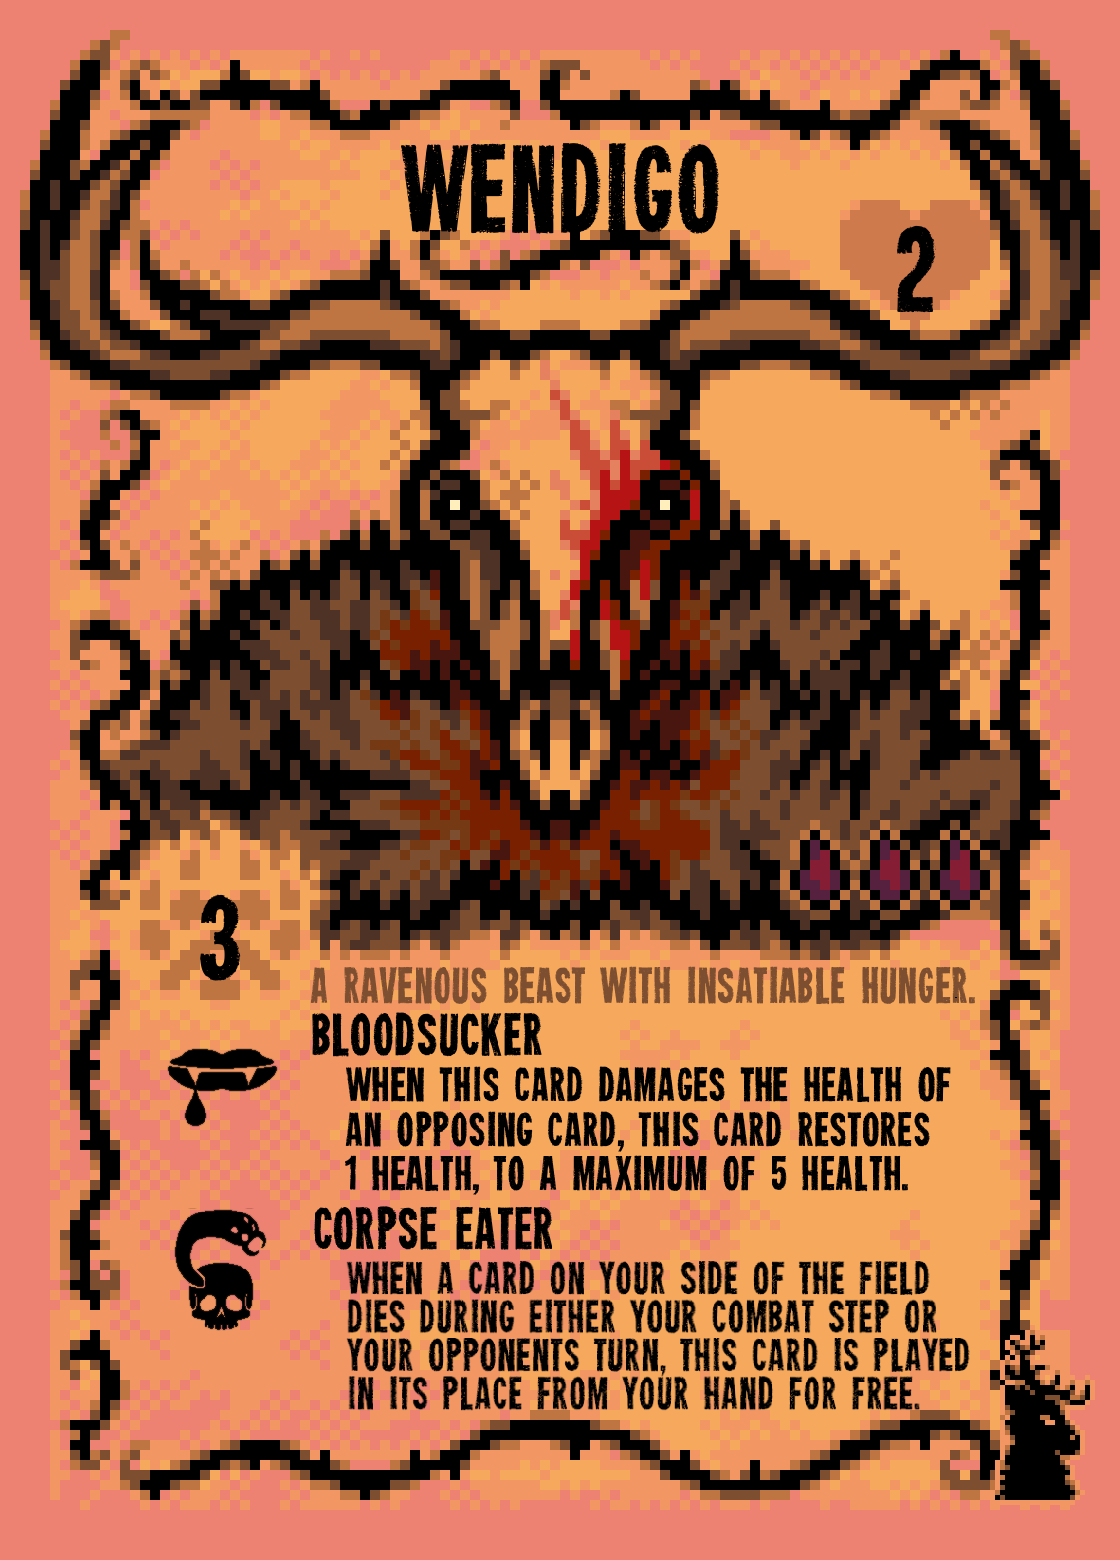 WENDIGO
2
3
A RAVENOUS BEAST WITH INSATIABLE HUNGER.
BLOODSUCKER
WHEN THIS CARD DAMAGES THE HEALTH OF
AN OPPOSING CARD, THIS CARD RESTORES
1 HEALTH, TO A MAXIMUM OF 5 HEALTH.
CORPSE EATER
WHEN A CARD ON YOUR SIDE OF THE FIELD
DIES DURING EITHER YOUR COMBAT STEP OR
YOUR OPPONENTS TURN, THIS CARD IS PLAYED
IN ITS PLACE FROM YOUR HAND FOR FREE.